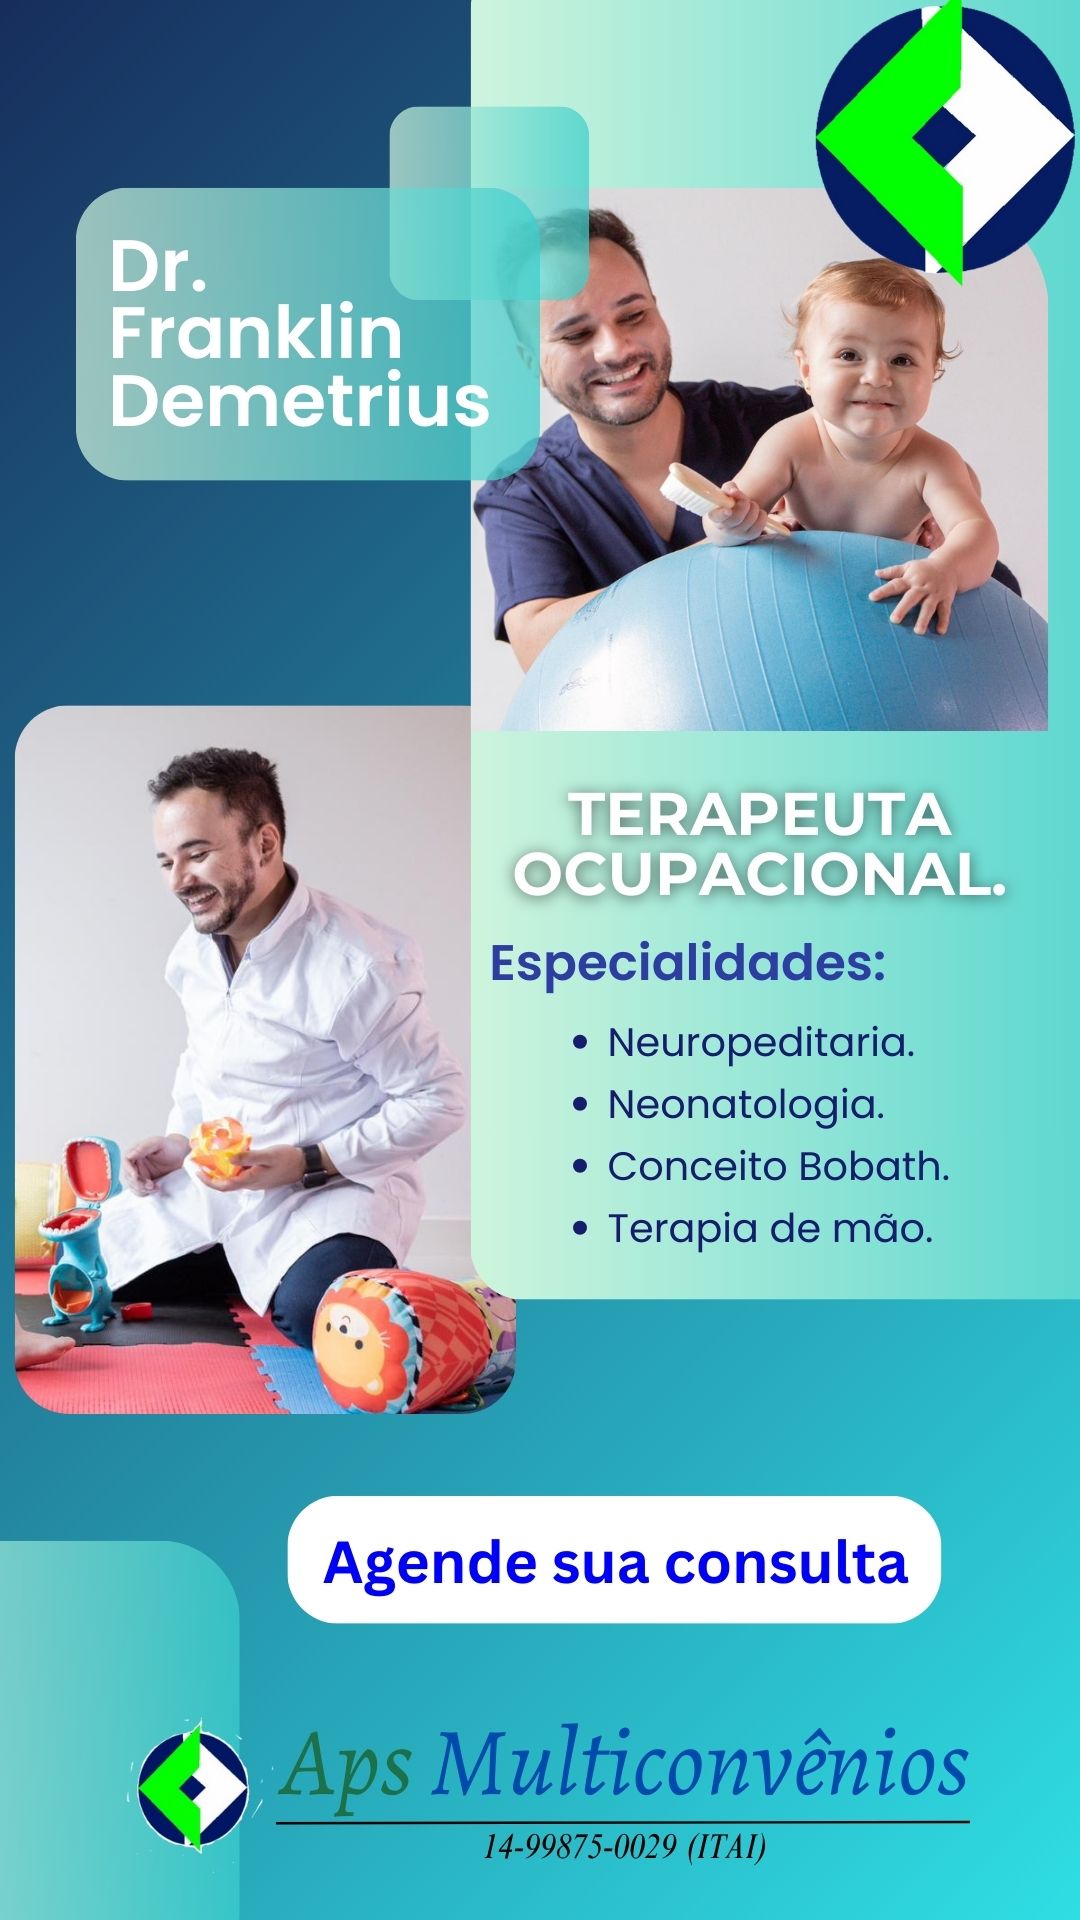 Dr.
Franklin
Demetrius
TERAPEUTA
OCUPACIONAL.
Especialidades:
• Neuropeditaria.
• Neonatologia.
• Conceito Bobath.
• Terapia de mão.
Agende sua consulta
Aps Multiconvênios
14-99875-0029 (ITAI)